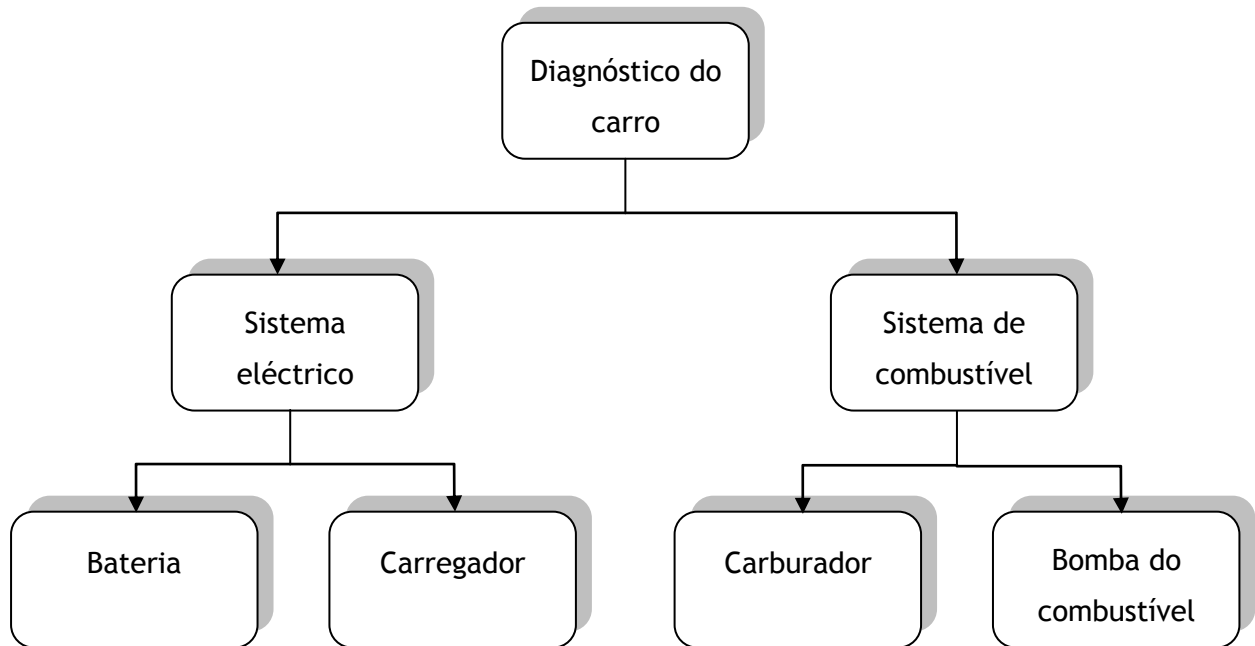 Diagnóstico do
carro
Sistema
eléctrico
Sistema de
combustível
Bateria
Carregador
Carburador
Bomba do
combustível